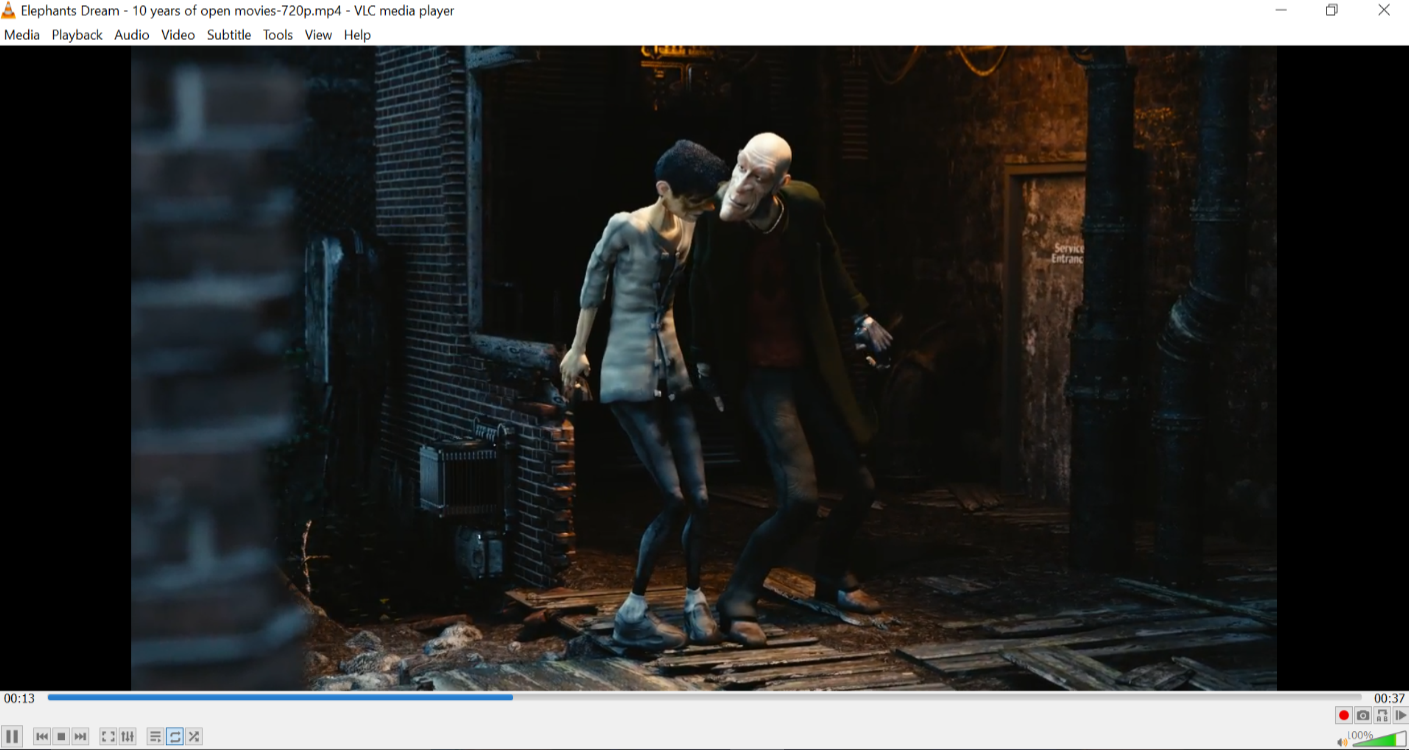 Elephants Dream - 10 years of open movies-720p.mp4 - VLC media player
Media Playback Audio Video Subtitle Tools View Help
Service
Entranc
00:13
00:37
100%